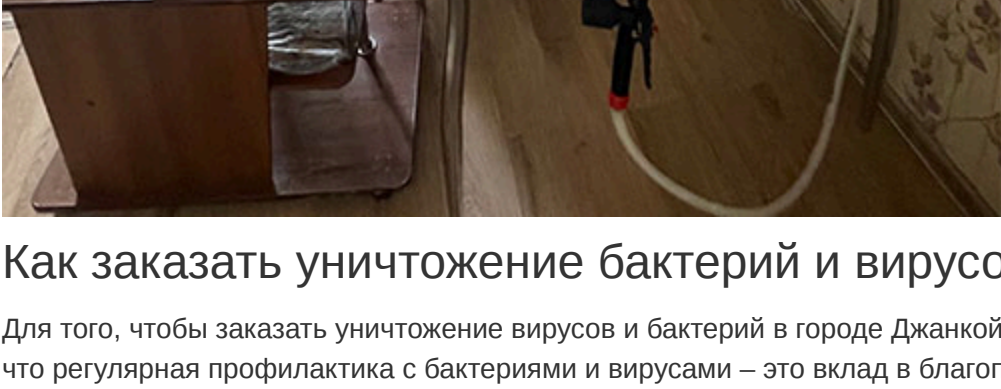 Как заказать уничтожение бактерий и вирусо
Для того, чтобы заказать уничтожение вирусов и бактерий в городе Джанкой
что регулярная профилактика с бактериями и вирусами – это вклад в благог